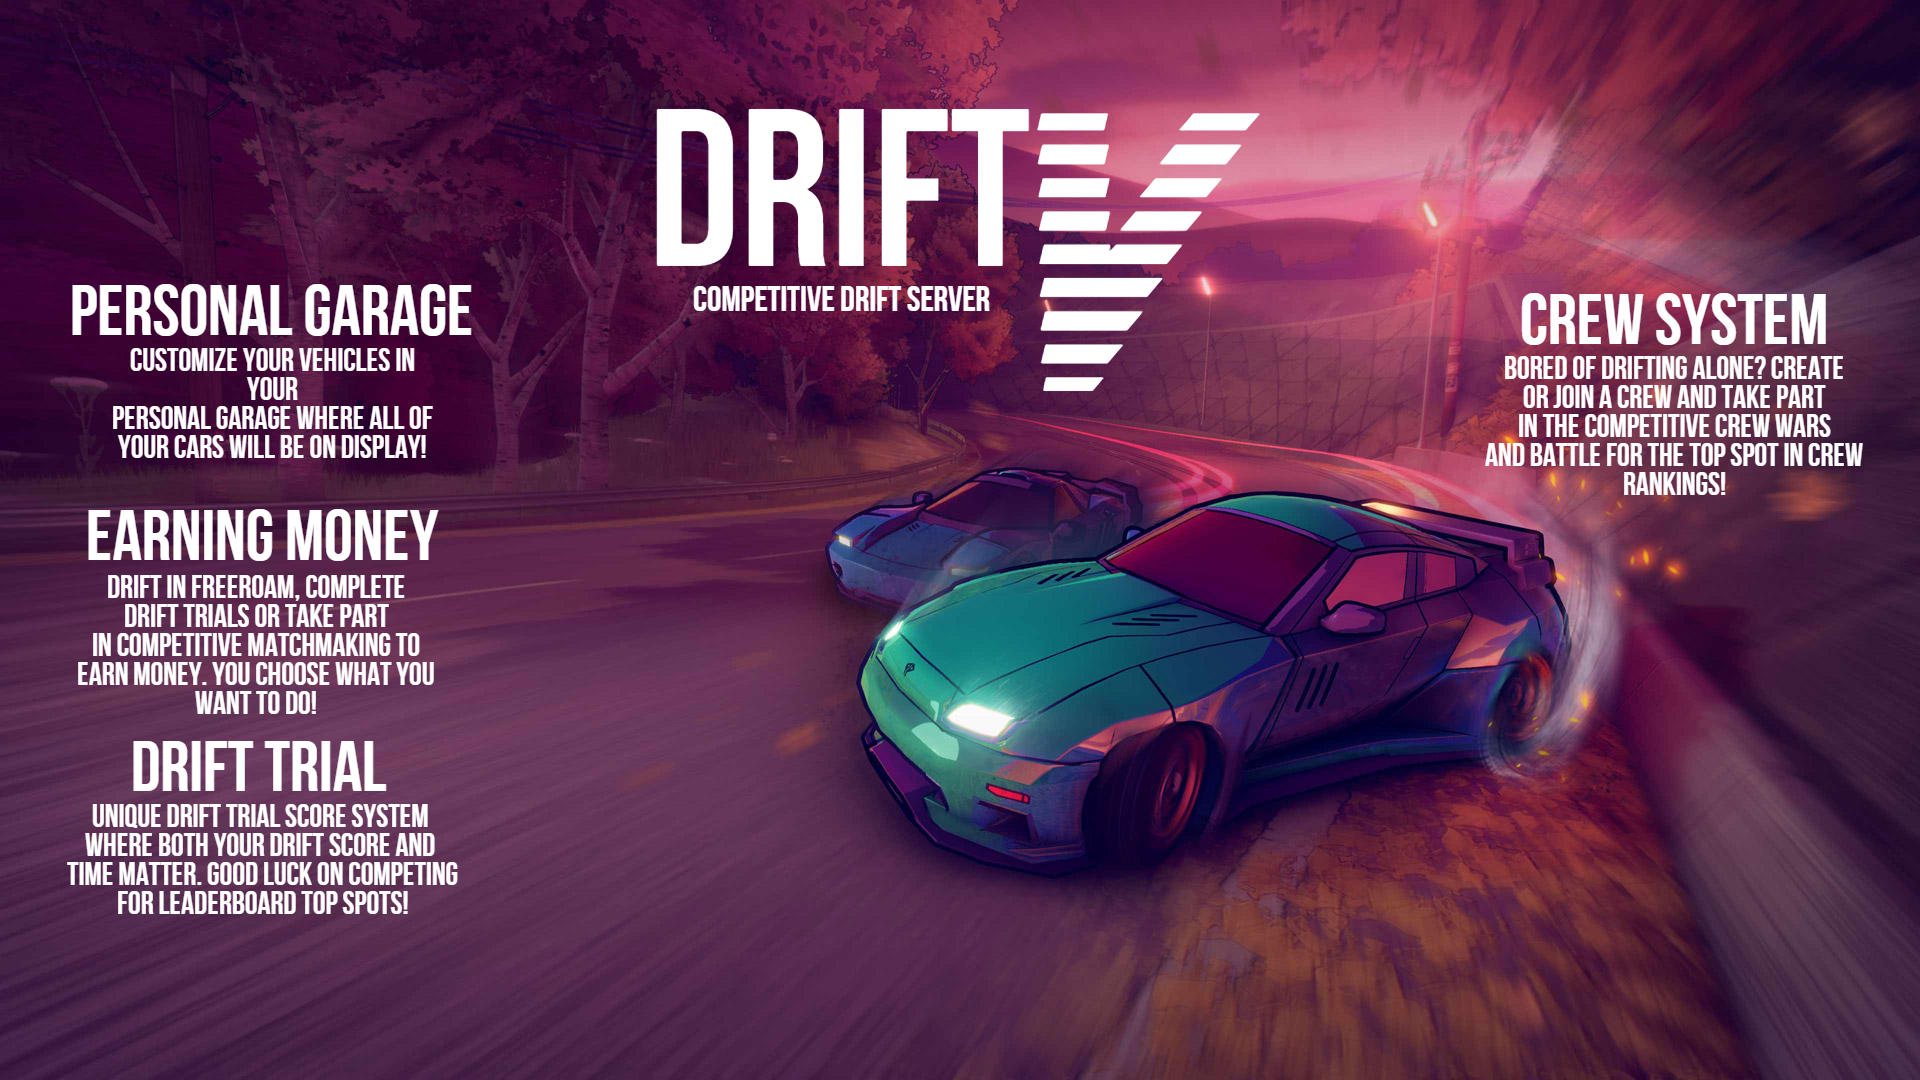 DRIFT V
COMPETITIVE DRIFT SERVER
PERSONAL GARAGE
CUSTOMIZE YOUR VEHICLES IN
YOUR
PERSONAL GARAGE WHERE ALL OF
YOUR CARS WILL BE ON DISPLAY!
EARNING MONEY
DRIFT IN FREEROAM, COMPLETE
DRIFT TRIALS OR TAKE PART
IN COMPETITIVE MATCHMAKING TO
EARN MONEY. YOU CHOOSE WHAT YOU
WANT TO DO!
DRIFT TRIAL
UNIQUE DRIFT TRIAL SCORE SYSTEM
WHERE BOTH YOUR DRIFT SCORE AND
TIME MATTER. GOOD LUCK ON COMPETING
FOR LEADERBOARD TOP SPOTS!
CREW SYSTEM
BORED OF DRIFTING ALONE? CREATE
OR JOIN A CREW AND TAKE PART
IN THE COMPETITIVE CREW WARS
AND BATTLE FOR THE TOP SPOT IN CREW
RANKINGS!